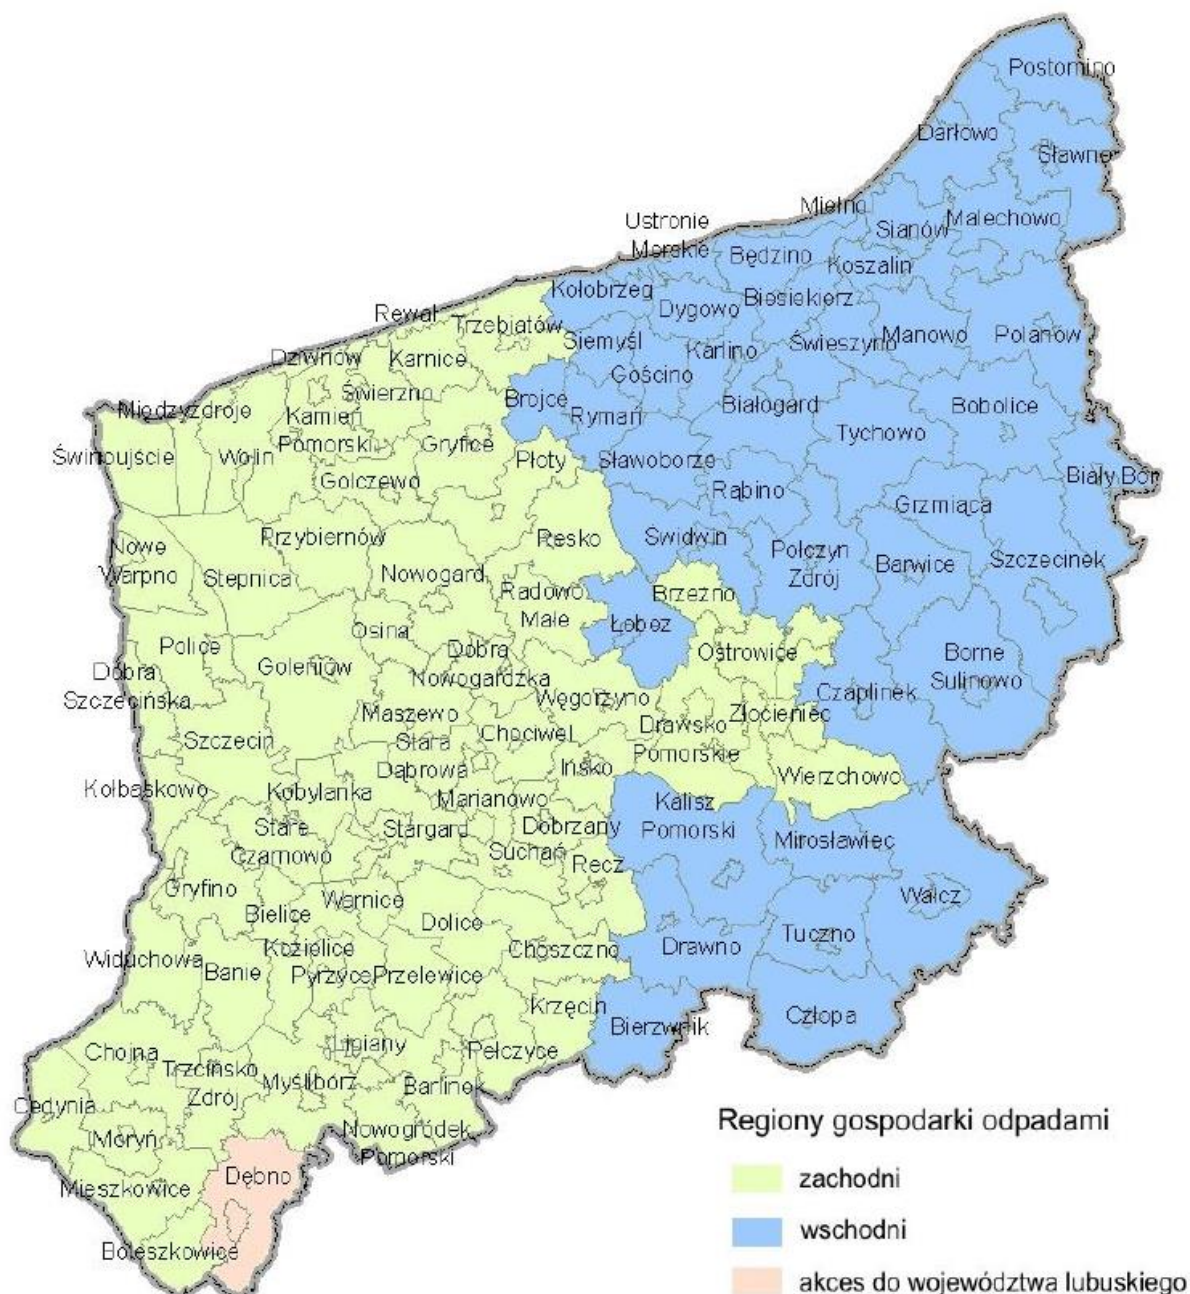 Postomino
Darłowo
Sławno
Mielno
Ustronie
Morskie
Sianów
Malechowo
Będzino
Koszalin
Kołobrzeg
Dygowo
Biesiekierz
Rewal
Trzebiatów
Siemyśl
Karlino
Świeszyno
Manowo
Polanów
Dziwnów
Karnice
Gościno
Świerzno
Brojce
Rymań
Białogard
Bobolice
Międzyzdroje
Kamień
Pomorski
Gryfice
Tychowo
Świnoujście
Wolin
Płoty
Sławoborze
Golczewo
Rąbino
Biały Bór
Grzmiąca
Przybiernów
Resko
Świdwin
Połczyn
Zdrój
Barwice
Szczecinek
Nowe
Warpno
Stepnica
Nowogard
Radowo
Małe
Brzeżno
Łobez
Osina
Police
Goleniów
Dobra
Nowogardzka
Ostrowice
Borne
Sulinowo
Dobra
Szczecińska
Węgorzyno
Czaplinek
Maszewo
Drawsko
Pomorskie
Złocieniec
Szczecin
Stara
Dąbrowa
Chociwel
Ińsko
Wierzchowo
Kołbaskowo
Kobylanka
Marianowo
Kalisz
Pomorski
Stare
Czarnowo
Stargard
Dobrzany
Mirosławiec
Suchań
Recz
Gryfino
Warnice
Wałcz
Bielice
Dolice
Kozielice
Choszczno
Drawno
Tuczno
Widuchowa
Banie
Pyrzyce
Przelewice
Krzęcin
Bierzwnik
Człopa
Chojna
Trzcińsko
Zdrój
Lipiany
Pełczyce
Myślibórz
Barlinek
Cedynia
Moryń
Nowogródek
Pomorski
Dębno
Mieszkowice
Boleszkowice
Regiony gospodarki odpadami
zachodni
wschodni
akces do województwa lubuskiego